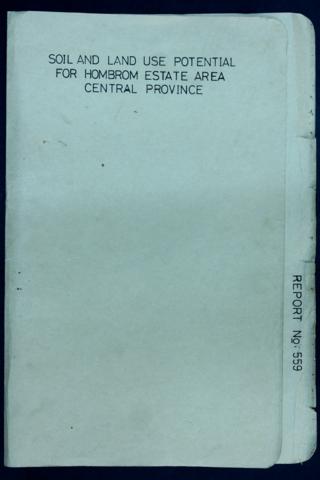 SOIL AND LAND USE POTENTIAL
FOR HOMBROM ESTATE AREA
CENTRAL PROVINCE
REPORT No: 559